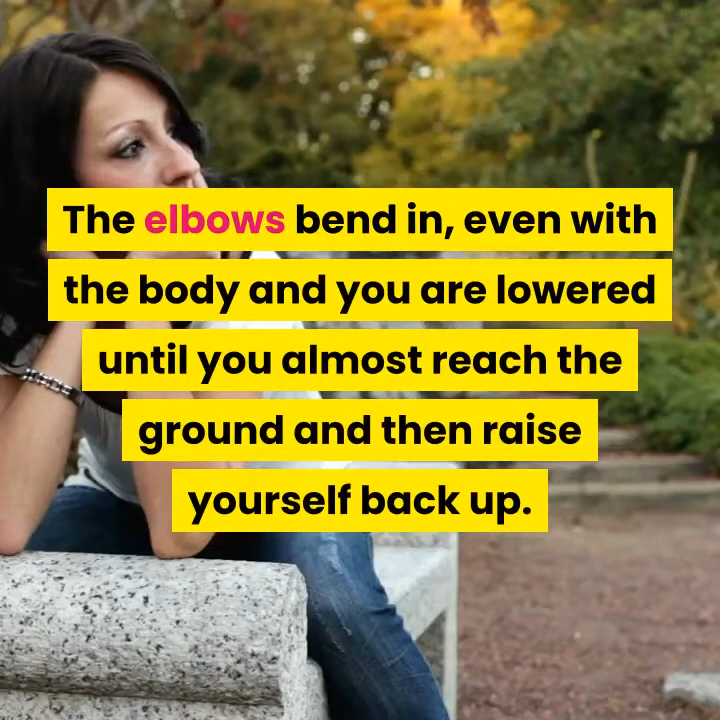 The elbows bend in, even with
the body and you are lowered
until you almost reach the
ground and then raise
yourself back up.